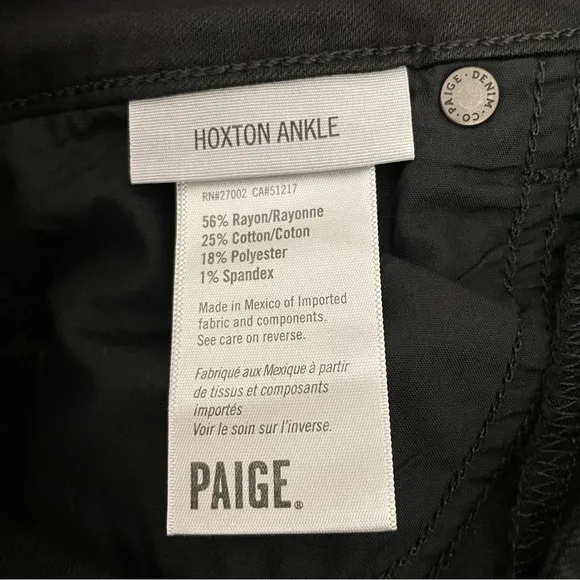 HOXTON ANKLE
PAIGE · DENIM · CO ·
RN#27002 CA#51217
56% Rayon/Rayonne
25% Cotton/Coton
18% Polyester
1% Spandex
Made in Mexico of Imported
fabric and components.
See care on reverse.
Fabriqué aux Mexique à partir
de tissus et composants
importés
Voir le soin sur l'inverse.
PAIGE®